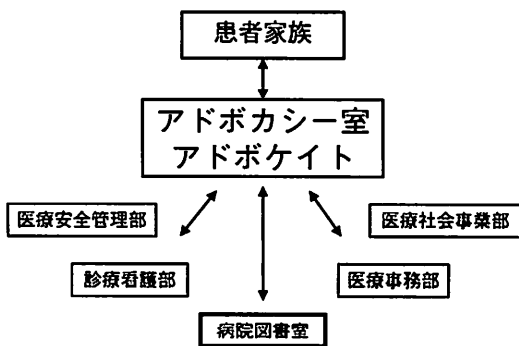 患者家族
アドボカシー室
アドボケイト
医療安全管理部
医療社会事業部
診療看護部
医療事務部
病院図書室